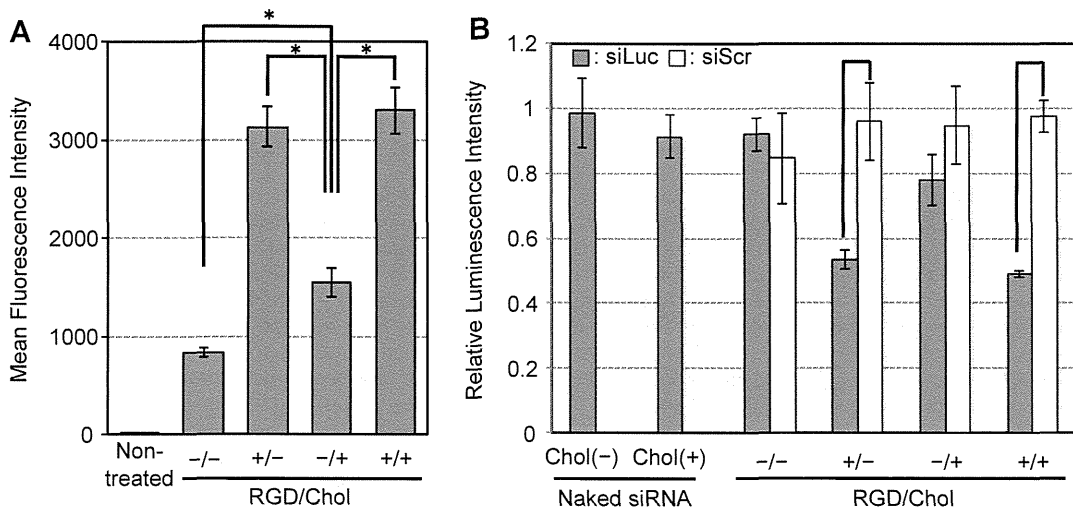 A
*
* *
Mean Fluorescence Intensity
4000
3000
2000
1000
0
Non-
treated
−/− +/− −/+ +/+
RGD/Chol
B
: siLuc : siScr
Relative Luminescence Intensity
1.2
1
0.8
0.6
0.4
0.2
0
Chol(−) Chol(+) −/− +/− −/+ +/+
Naked siRNA RGD/Chol